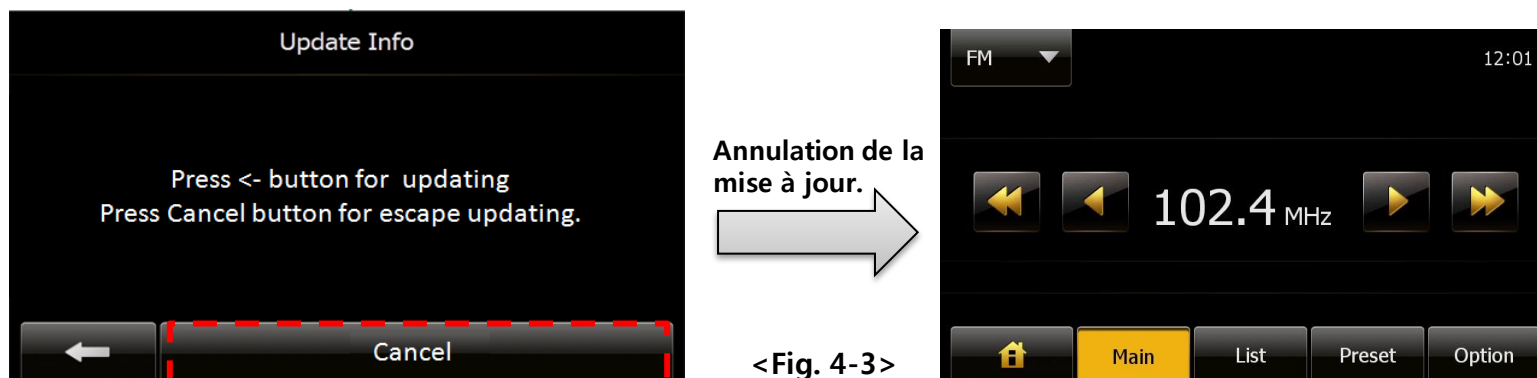 Update Info
Press <- button for updating
Press Cancel button for escape updating.
Cancel
Annulation de la
mise à jour.
<Fig. 4-3>
FM
12:01
102.4 MHz
Main
List
Preset
Option